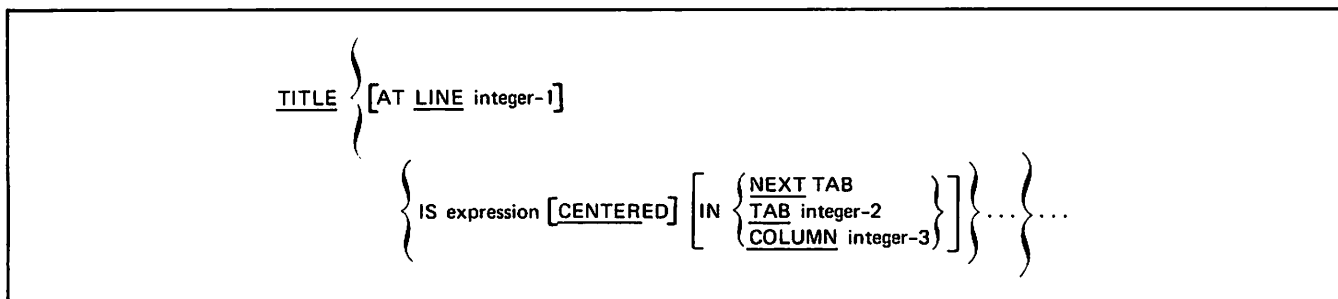 TITLE { [AT LINE integer-1]
{ IS expression [CENTERED] [ IN { NEXT TAB
TAB integer-2
COLUMN integer-3 } ] } ... } ...